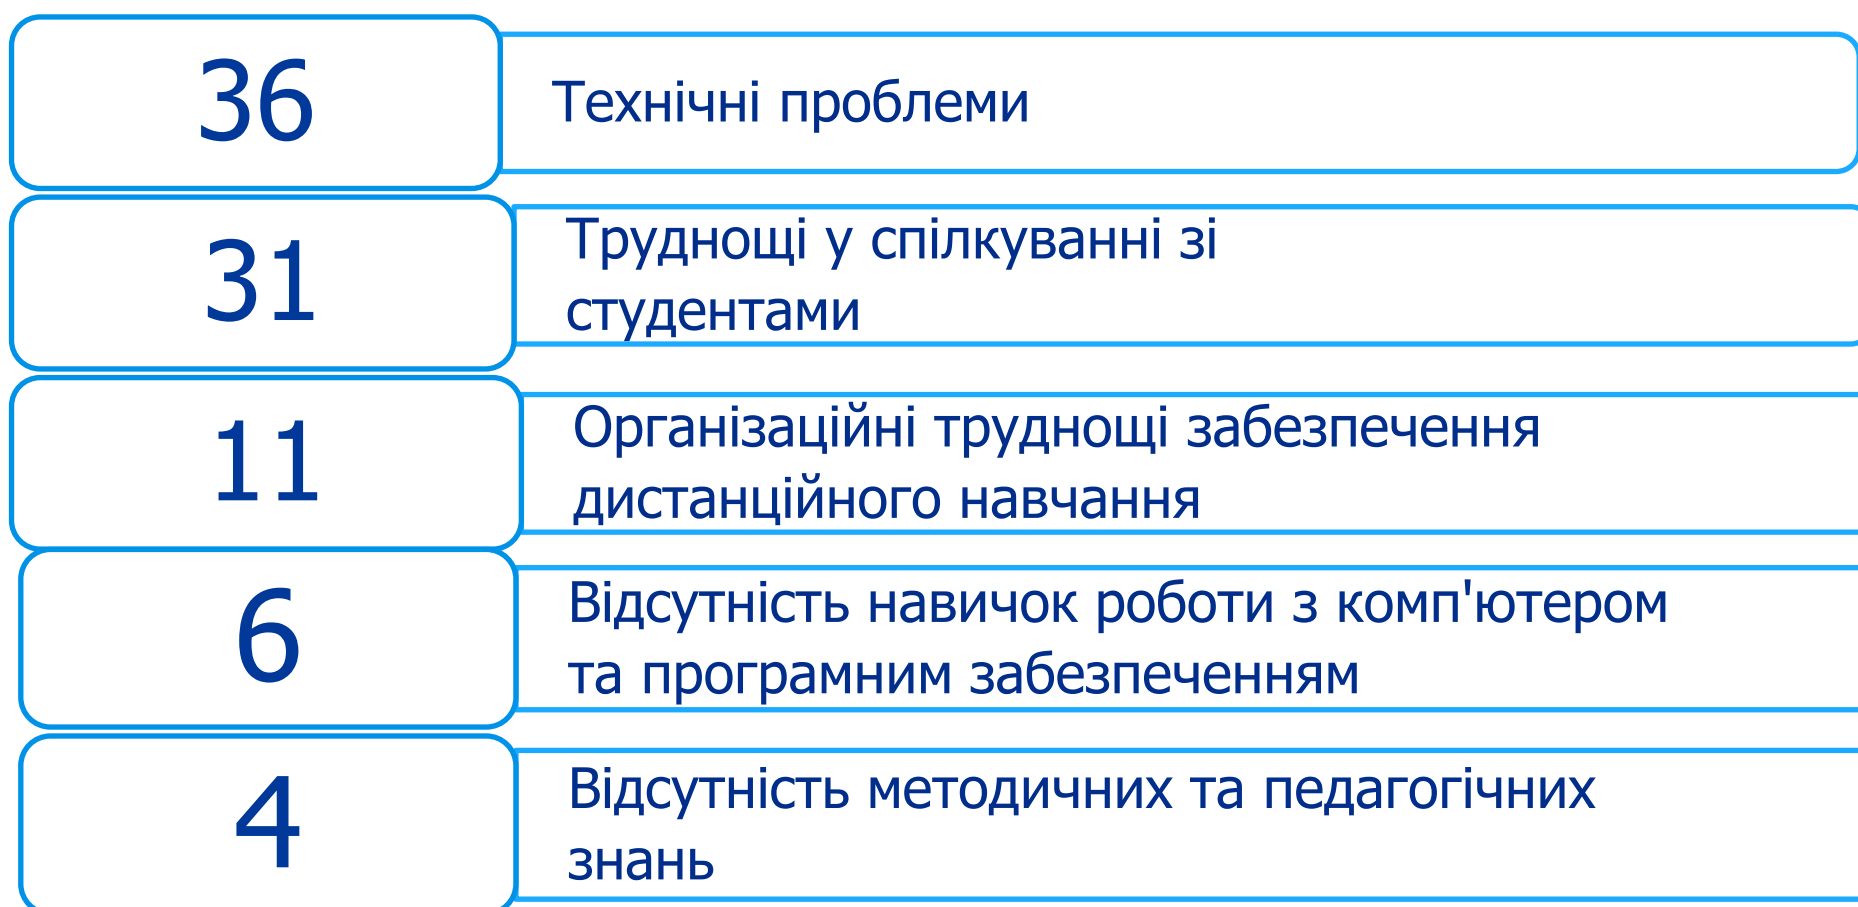 36
Технічні проблеми
31
Труднощі у спілкуванні зі
студентами
11
Організаційні труднощі забезпечення
дистанційного навчання
6
Відсутність навичок роботи з комп'ютером
та програмним забезпеченням
4
Відсутність методичних та педагогічних
знань